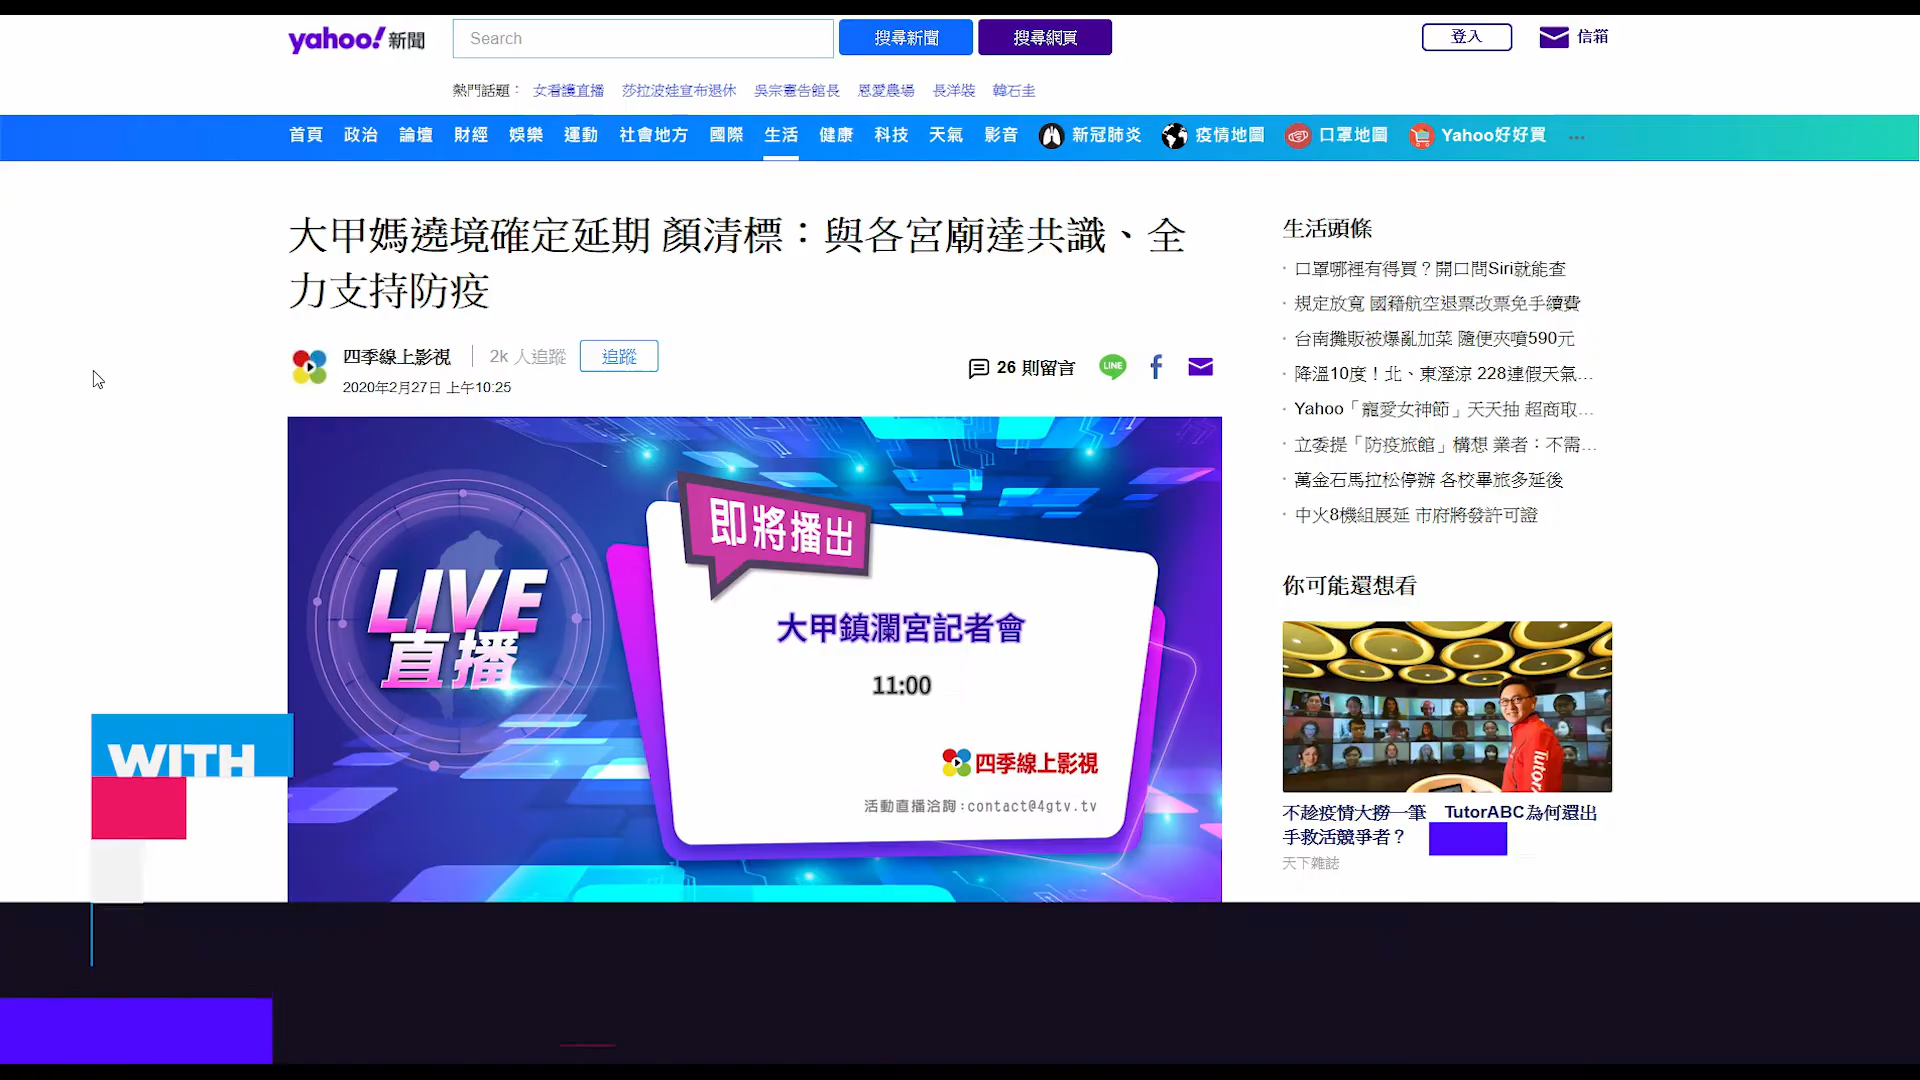 yahoo!新聞
Search
搜尋新聞
搜尋網頁
登入
信箱
熱門話題： 女看護直播 莎拉波娃宣布退休 吳宗憲告館長 恩愛農場 長洋裝 韓石圭
首頁 政治 論壇 財經 娛樂 運動 社會地方 國際 生活 健康 科技 天氣 影音 新冠肺炎 疫情地圖 口罩地圖 Yahoo好好買 ...
大甲媽遶境確定延期 顏清標：與各宮廟達共識、全
力支持防疫
四季線上影視 2k 人追蹤 追蹤
2020年2月27日 上午10:25
26 則留言
LINE
LIVE
直播
即將播出
大甲鎮瀾宮記者會
11:00
四季線上影視
活動直播洽詢:contact@4gtv.tv
WITH
生活頭條
· 口罩哪裡有得買？開口問Siri就能查
· 規定放寬 國籍航空退票改票免手續費
· 台南攤販被爆亂加菜 隨便夾噴590元
· 降溫10度！北、東溼涼 228連假天氣...
· Yahoo「寵愛女神節」天天抽 超商取...
· 立委提「防疫旅館」構想 業者：不需...
· 萬金石馬拉松停辦 各校畢旅多延後
· 中火8機組展延 市府將發許可證
你可能還想看
Tutor
不趁疫情大撈一筆 TutorABC為何還出
手救活競爭者？
天下雜誌